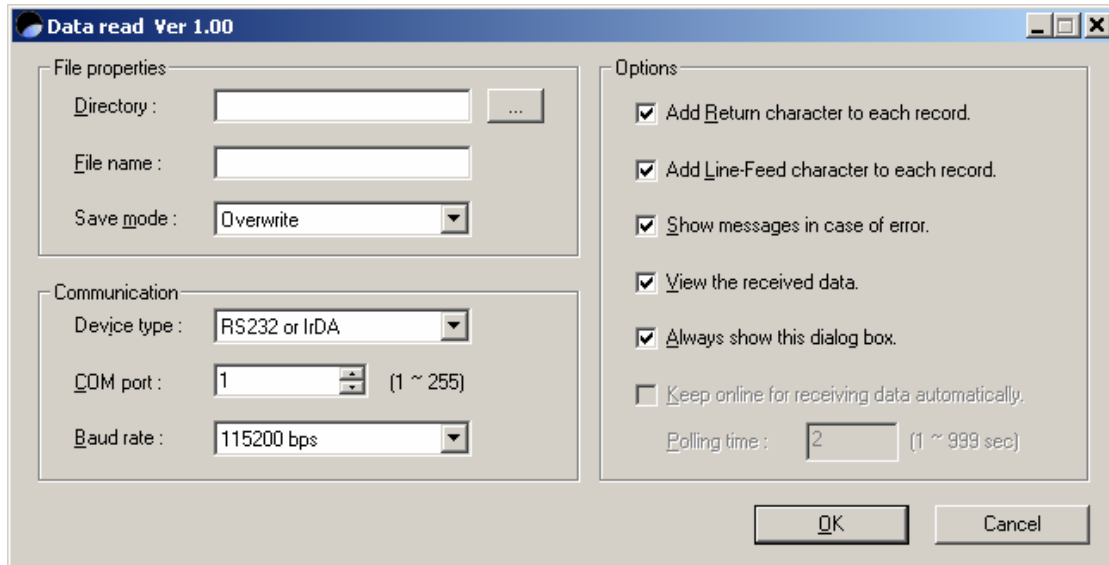 Data read Ver 1.00
File properties
Directory :
...
File name :
Save mode :
Overwrite
Communication
Device type :
RS232 or IrDA
COM port :
1
(1 ~ 255)
Baud rate :
115200 bps
Options
Add Return character to each record.
Add Line-Feed character to each record.
Show messages in case of error.
View the received data.
Always show this dialog box.
Keep online for receiving data automatically.
Polling time :
2
(1 ~ 999 sec)
OK
Cancel